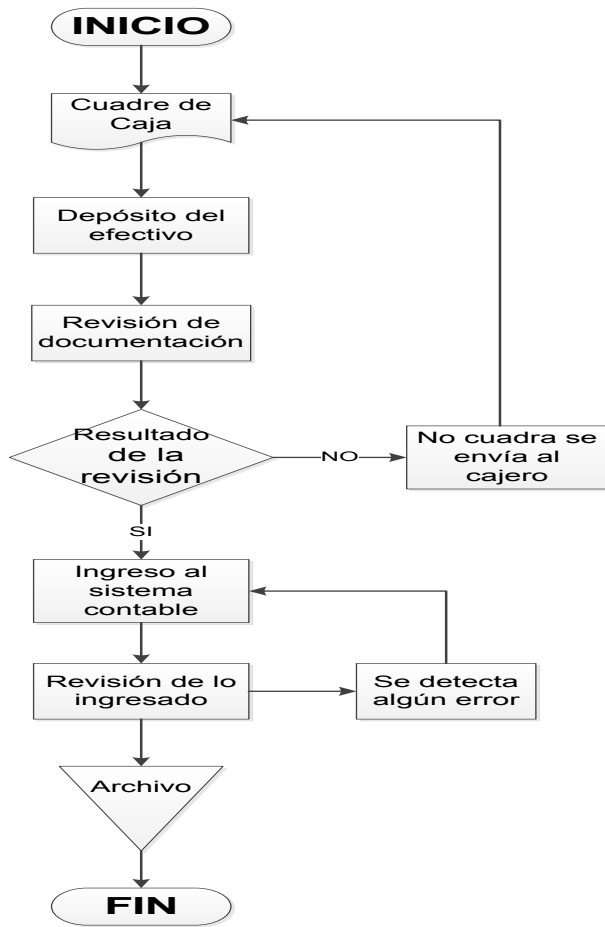 INICIO
Cuadre de
Caja
Depósito del
efectivo
Revisión de
documentación
Resultado
de la
revisión
NO
No cuadra se
envía al
cajero
SI
Ingreso al
sistema
contable
Revisión de lo
ingresado
Se detecta
algún error
Archivo
FIN